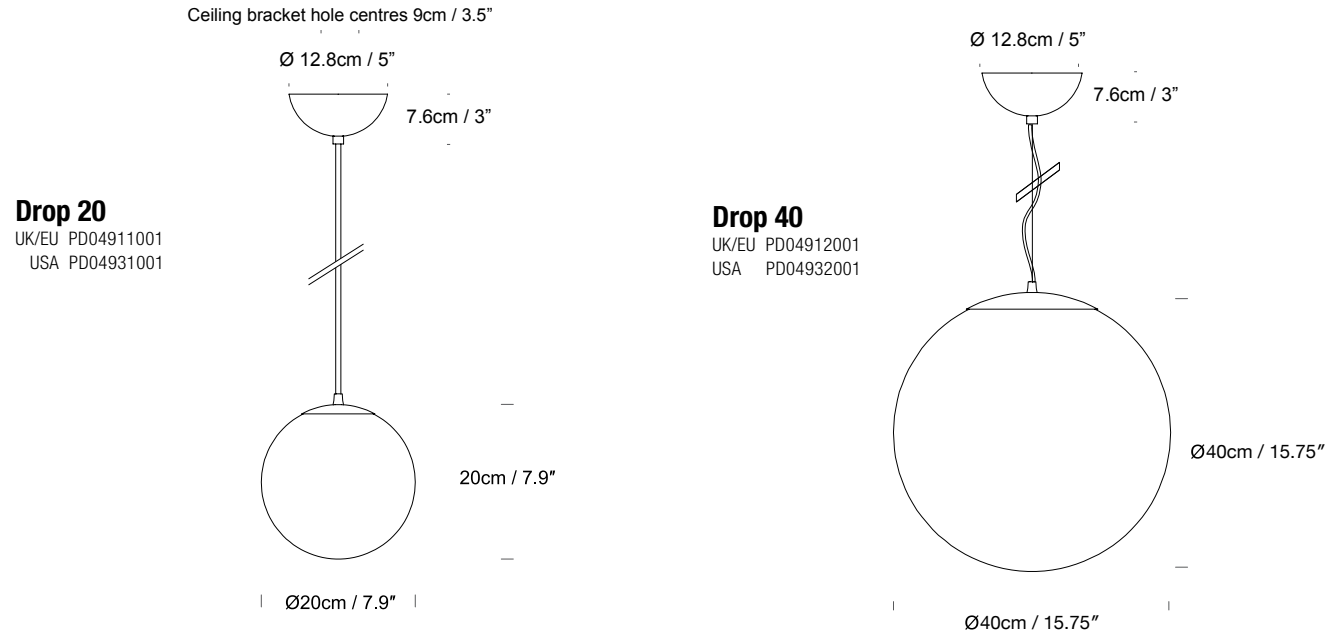 Ceiling bracket hole centres 9cm / 3.5”
Ø 12.8cm / 5”
7.6cm / 3”
Drop 20
UK/EU PD04911001
USA PD04931001
20cm / 7.9″
Ø20cm / 7.9″
Ø 12.8cm / 5”
7.6cm / 3”
Drop 40
UK/EU PD04912001
USA PD04932001
Ø40cm / 15.75″
Ø40cm / 15.75″